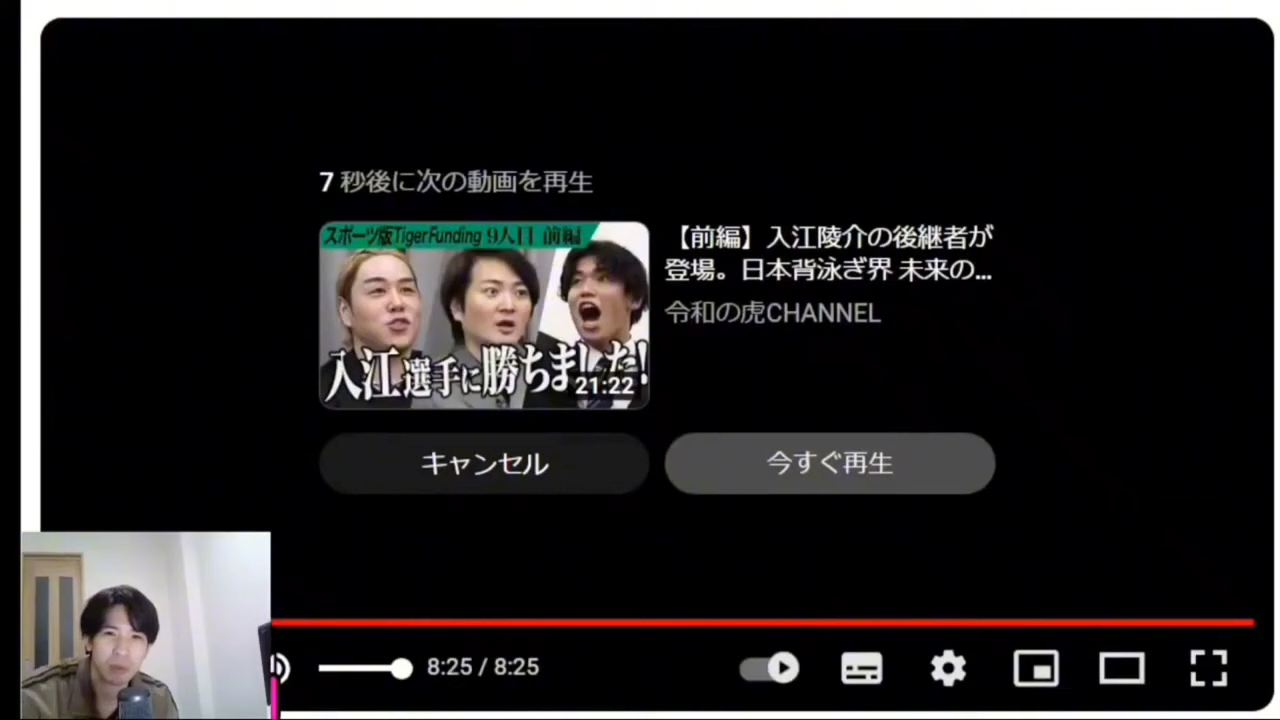 7 秒後に次の動画を再生
スポーツ版TigerFunding 9人目 前編
入江選手に勝ちました!
21:22
【前編】入江陵介の後継者が
登場。日本背泳ぎ界 未来の...
令和の虎CHANNEL
キャンセル
今すぐ再生
8:25 / 8:25